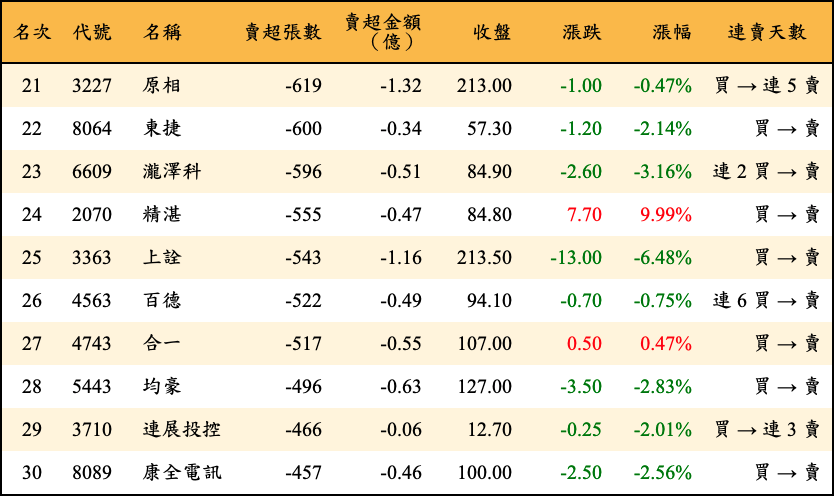 名次 代號 名稱 賣超張數 賣超金額（億） 收盤 漲跌 漲幅 連賣天數
21 3227 原相 -619 -1.32 213.00 -1.00 -0.47% 買 → 連 5 賣
22 8064 東捷 -600 -0.34 57.30 -1.20 -2.14% 買 → 賣
23 6609 瀧澤科 -596 -0.51 84.90 -2.60 -3.16% 連 2 買 → 賣
24 2070 精湛 -555 -0.47 84.80 7.70 9.99% 買 → 賣
25 3363 上詮 -543 -1.16 213.50 -13.00 -6.48% 買 → 賣
26 4563 百德 -522 -0.49 94.10 -0.70 -0.75% 連 6 買 → 賣
27 4743 合一 -517 -0.55 107.00 0.50 0.47% 買 → 賣
28 5443 均豪 -496 -0.63 127.00 -3.50 -2.83% 買 → 賣
29 3710 連展投控 -466 -0.06 12.70 -0.25 -2.01% 買 → 連 3 賣
30 8089 康全電訊 -457 -0.46 100.00 -2.50 -2.56% 買 → 賣